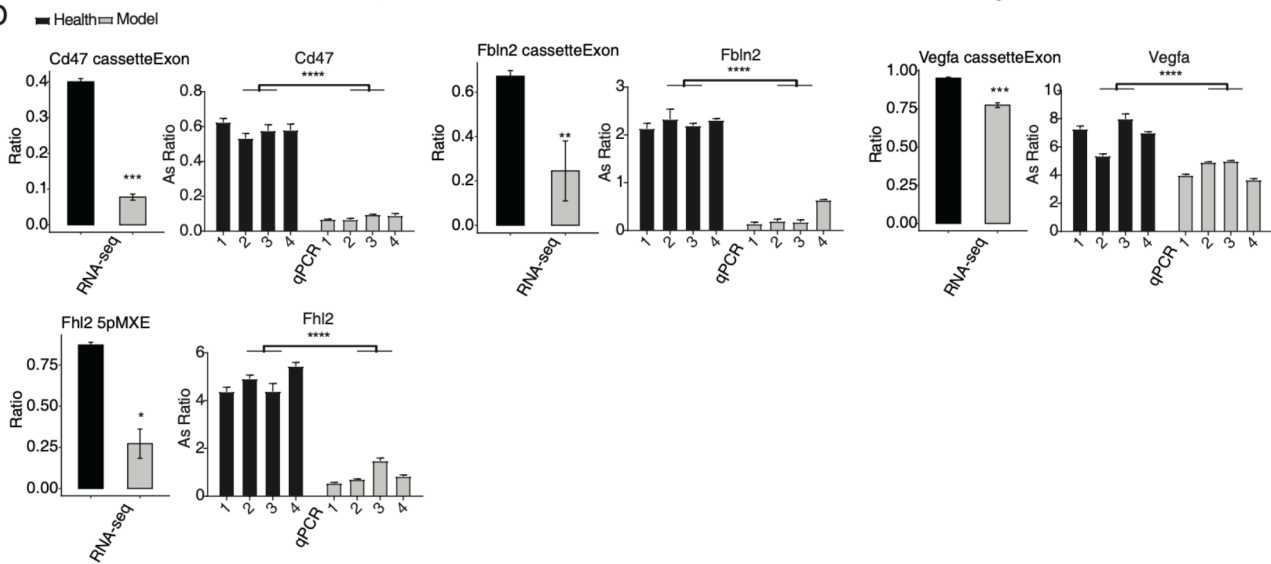 Health Model
Cd47 cassetteExon
Ratio
0.4
0.3
0.2
0.1
0.0
***
RNA-seq
Cd47
****
As Ratio
0.8
0.6
0.4
0.2
0.0
1 2 3 4 qPCR 1 2 3 4
Fbln2 cassetteExon
Ratio
0.6
0.4
0.2
0.0
**
RNA-seq
Fbln2
****
As Ratio
3
2
1
0
1 2 3 4 qPCR 1 2 3 4
Vegfa cassetteExon
Ratio
1.00
0.75
0.50
0.25
0.00
***
RNA-seq
Vegfa
****
As Ratio
10
8
6
4
2
0
1 2 3 4 qPCR 1 2 3 4
Fhl2 5pMXE
Ratio
0.75
0.50
0.25
0.00
*
RNA-seq
Fhl2
****
As Ratio
6
4
2
0
1 2 3 4 qPCR 1 2 3 4